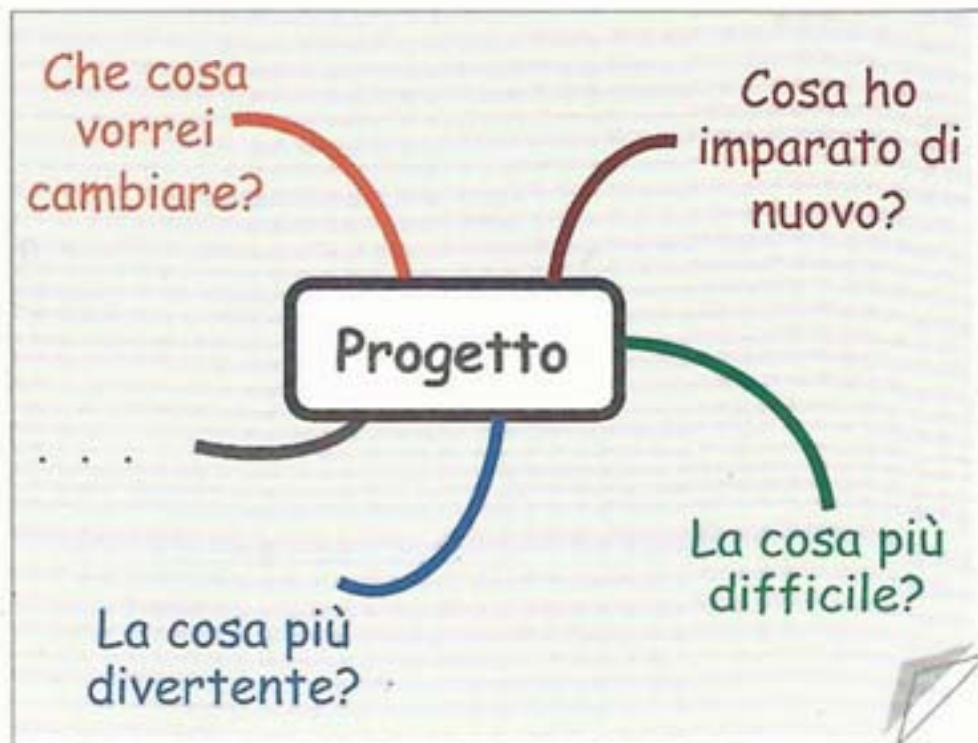 Che cosa
vorrei
cambiare?
Cosa ho
imparato di
nuovo?
Progetto
. . .
La cosa più
difficile?
La cosa più
divertente?